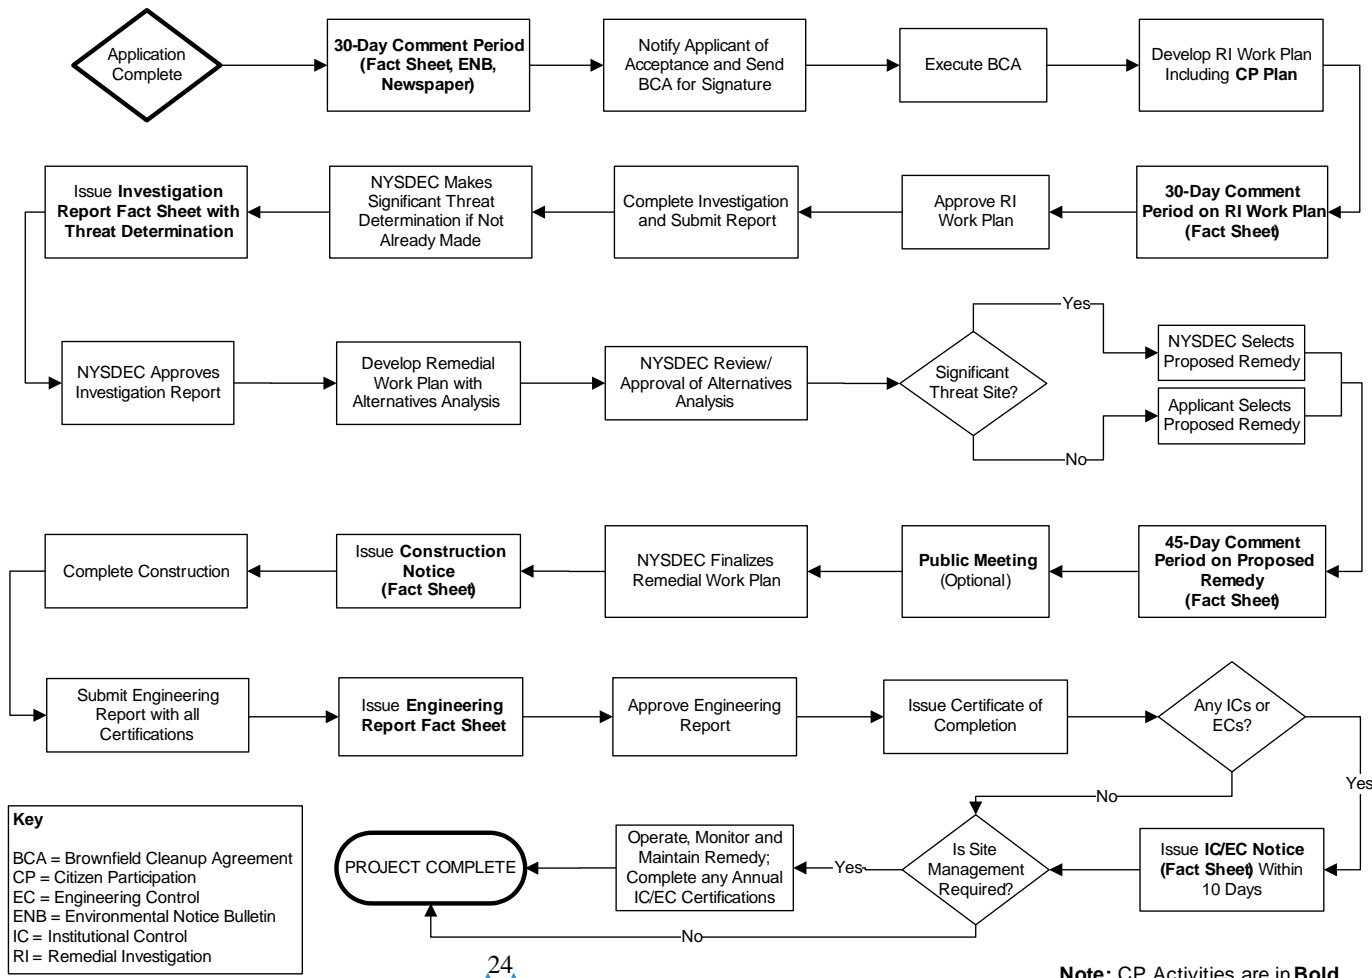 Application
Complete
30-Day Comment Period
(Fact Sheet, ENB,
Newspaper)
Notify Applicant of
Acceptance and Send
BCA for Signature
Execute BCA
Develop RI Work Plan
Including CP Plan
30-Day Comment
Period on RI Work Plan
(Fact Sheet)
Approve RI
Work Plan
Complete Investigation
and Submit Report
NYSDEC Makes
Significant Threat
Determination if Not
Already Made
Issue Investigation
Report Fact Sheet with
Threat Determination
NYSDEC Approves
Investigation Report
Develop Remedial
Work Plan with
Alternatives Analysis
NYSDEC Review/
Approval of Alternatives
Analysis
Significant
Threat Site?
Yes
NYSDEC Selects
Proposed Remedy
No
Applicant Selects
Proposed Remedy
45-Day Comment
Period on Proposed
Remedy
(Fact Sheet)
Public Meeting
(Optional)
NYSDEC Finalizes
Remedial Work Plan
Issue Construction
Notice
(Fact Sheet)
Complete Construction
Submit Engineering
Report with all
Certifications
Issue Engineering
Report Fact Sheet
Approve Engineering
Report
Issue Certificate of
Completion
Any ICs or
ECs?
Yes
No
Issue IC/EC Notice
(Fact Sheet) Within
10 Days
Is Site
Management
Required?
Yes
Operate, Monitor and
Maintain Remedy;
Complete any Annual
IC/EC Certifications
No
PROJECT COMPLETE
Key
BCA = Brownfield Cleanup Agreement
CP = Citizen Participation
EC = Engineering Control
ENB = Environmental Notice Bulletin
IC = Institutional Control
RI = Remedial Investigation
24
Note: CP Activities are in Bold